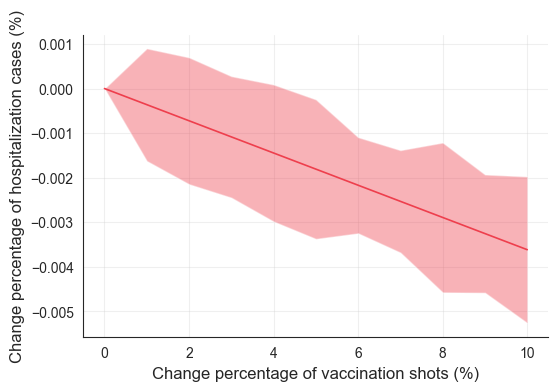 Change percentage of hospitalization cases (%)
0.001
0.000
−0.001
−0.002
−0.003
−0.004
−0.005
0 2 4 6 8 10
Change percentage of vaccination shots (%)